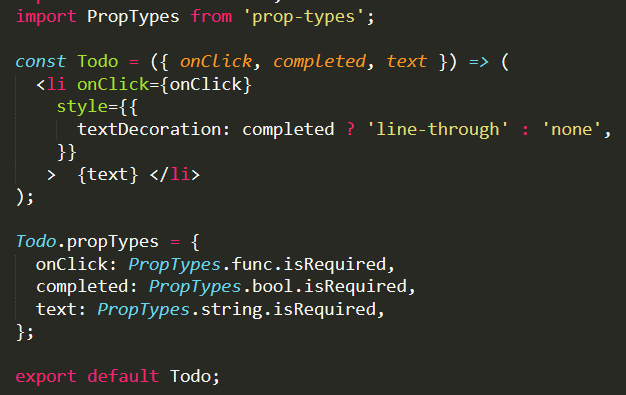 import PropTypes from 'prop-types';
const Todo = ({ onClick, completed, text }) => (
<li onClick={onClick}
style={{
textDecoration: completed ? 'line-through' : 'none',
}}
> {text} </li>
);
Todo.propTypes = {
onClick: PropTypes.func.isRequired,
completed: PropTypes.bool.isRequired,
text: PropTypes.string.isRequired,
};
export default Todo;